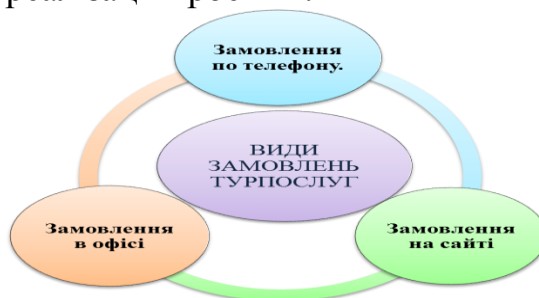 Замовлення
по телефону.
ВИДИ
ЗАМОВЛЕНЬ
ТУРПОСЛУГ
Замовлення
в офісі
Замовлення
на сайті